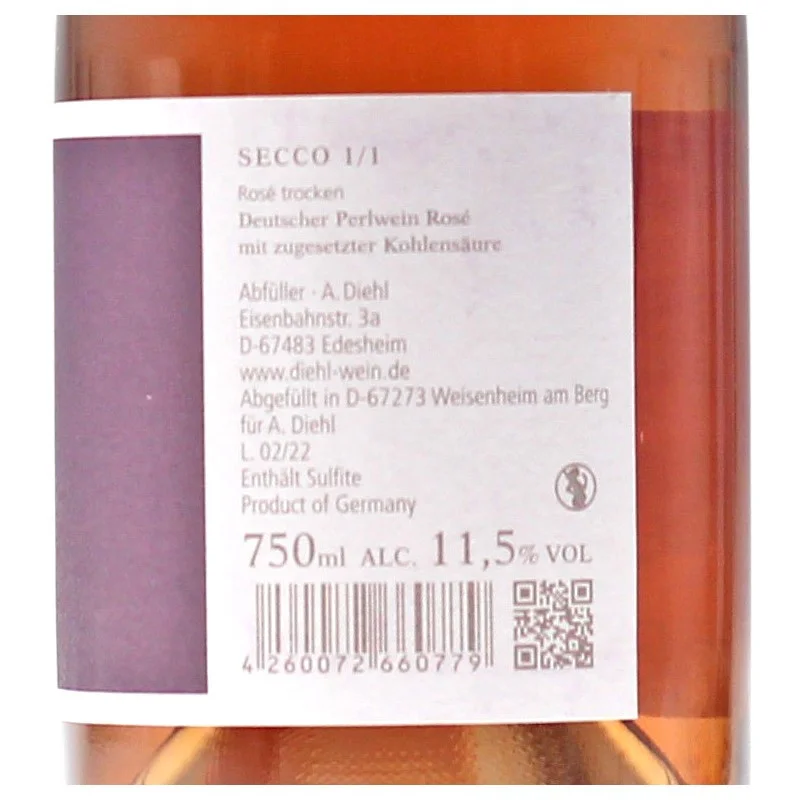 SECCO 1/1
Rosé trocken
Deutscher Perlwein Rosé
mit zugesetzter Kohlensäure
Abfüller · A. Diehl
Eisenbahnstr. 3a
D-67483 Edesheim
www.diehl-wein.de
Abgefüllt in D-67273 Weisenheim am Berg
für A. Diehl
L. 02/22
Enthält Sulfite
Product of Germany
750ml ALC. 11,5% VOL
4 260072 660779